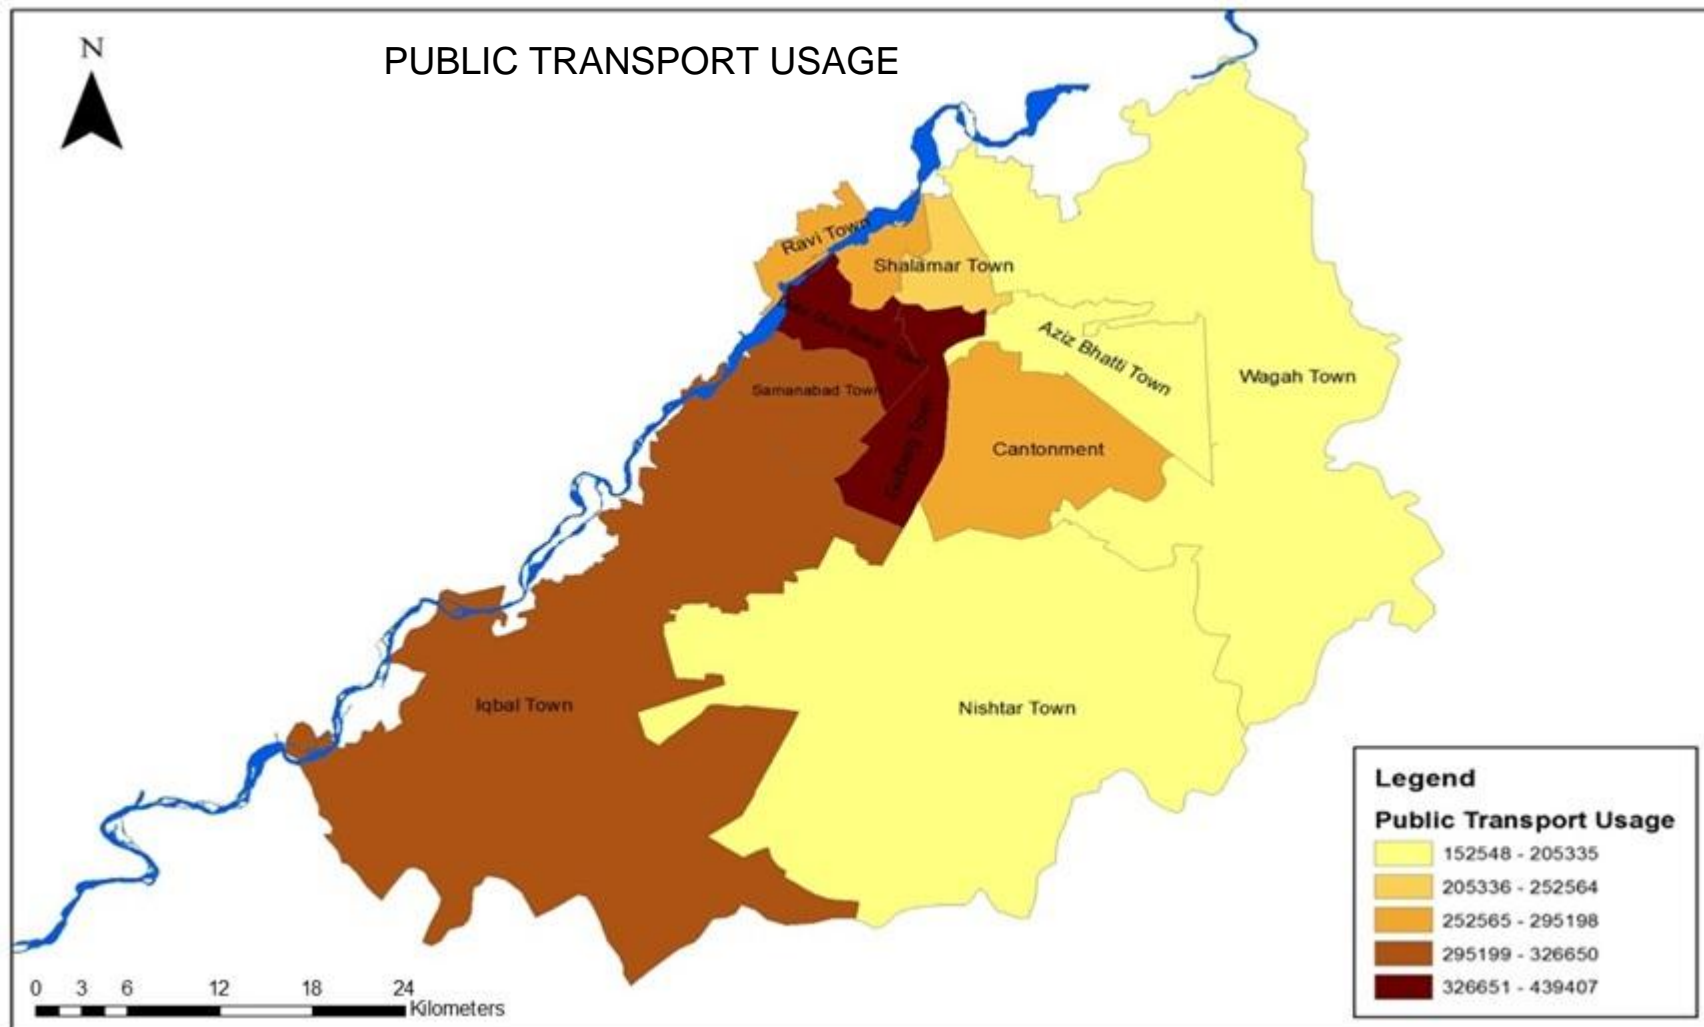 N
PUBLIC TRANSPORT USAGE
Ravi Town
Shalamar Town
Aziz Bhatti Town
Wagah Town
Samanabad Town
Town
Cantonment
Town
Iqbal Town
Nishtar Town
Legend
Public Transport Usage
152548 - 205335
205336 - 252564
252565 - 295198
295199 - 326650
326651 - 439407
0 3 6 12 18 24
Kilometers